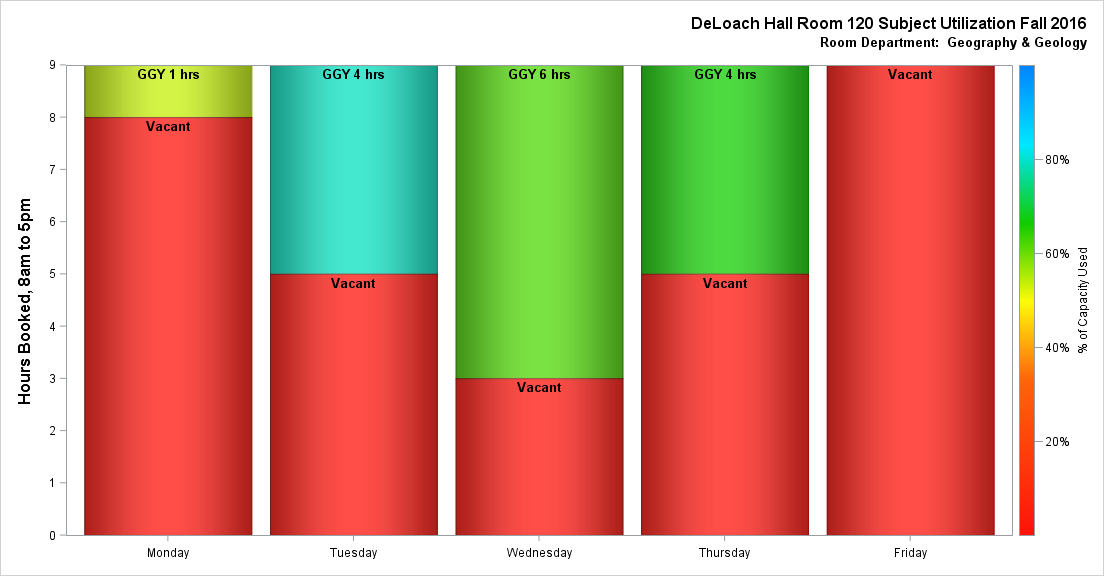 DeLoach Hall Room 120 Subject Utilization Fall 2016
Room Department: Geography & Geology
Hours Booked, 8am to 5pm
9
8
7
6
5
4
3
2
1
0
GGY 1 hrs
Vacant
GGY 4 hrs
Vacant
GGY 6 hrs
Vacant
GGY 4 hrs
Vacant
Vacant
Monday
Tuesday
Wednesday
Thursday
Friday
80%
60%
40%
20%
% of Capacity Used